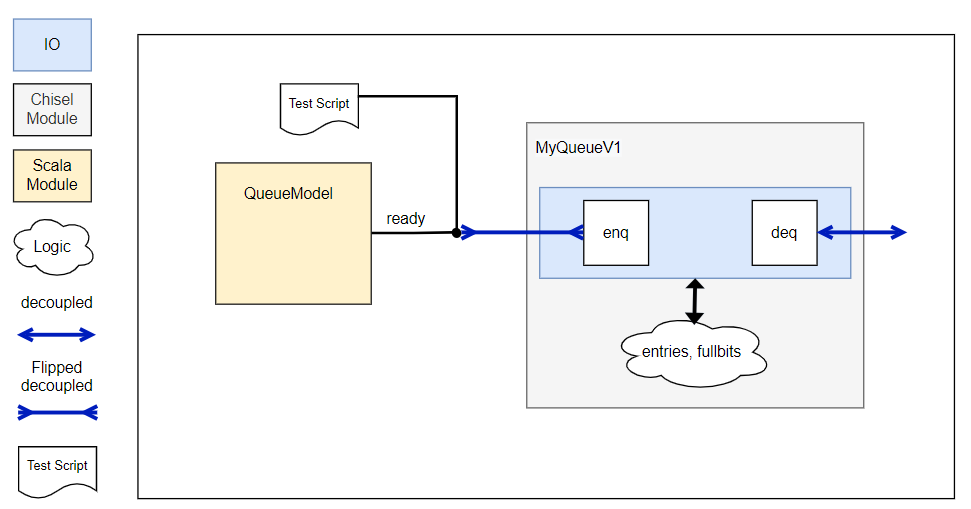 IO
Chisel
Module
Scala
Module
Logic
decoupled
Flipped
decoupled
Test Script
Test Script
QueueModel
ready
MyQueueV1
enq
deq
entries, fullbits